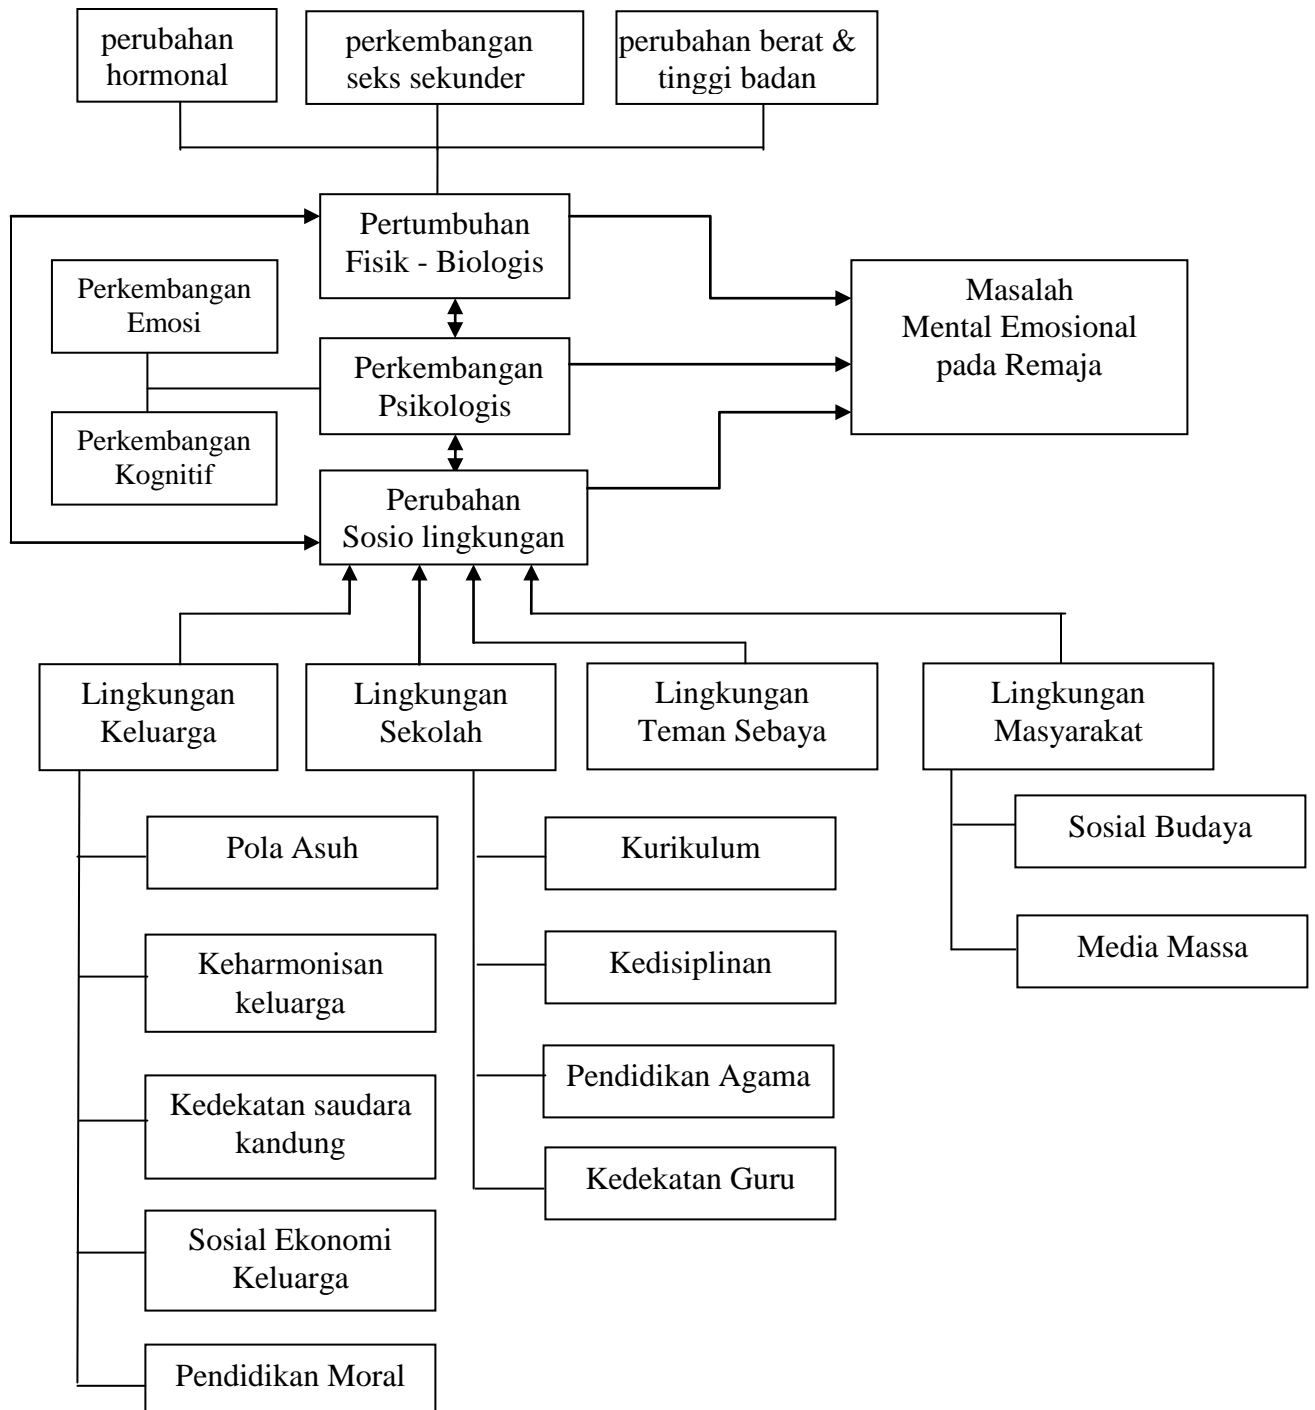 perubahan
hormonal
perkembangan
seks sekunder
perubahan berat &
tinggi badan
Pertumbuhan
Fisik - Biologis
Perkembangan
Emosi
Masalah
Mental Emosional
pada Remaja
Perkembangan
Psikologis
Perkembangan
Kognitif
Perubahan
Sosio lingkungan
Lingkungan
Keluarga
Lingkungan
Sekolah
Lingkungan
Teman Sebaya
Lingkungan
Masyarakat
Pola Asuh
Keharmonisan
keluarga
Kedekatan saudara
kandung
Sosial Ekonomi
Keluarga
Pendidikan Moral
Kurikulum
Kedisiplinan
Pendidikan Agama
Kedekatan Guru
Sosial Budaya
Media Massa